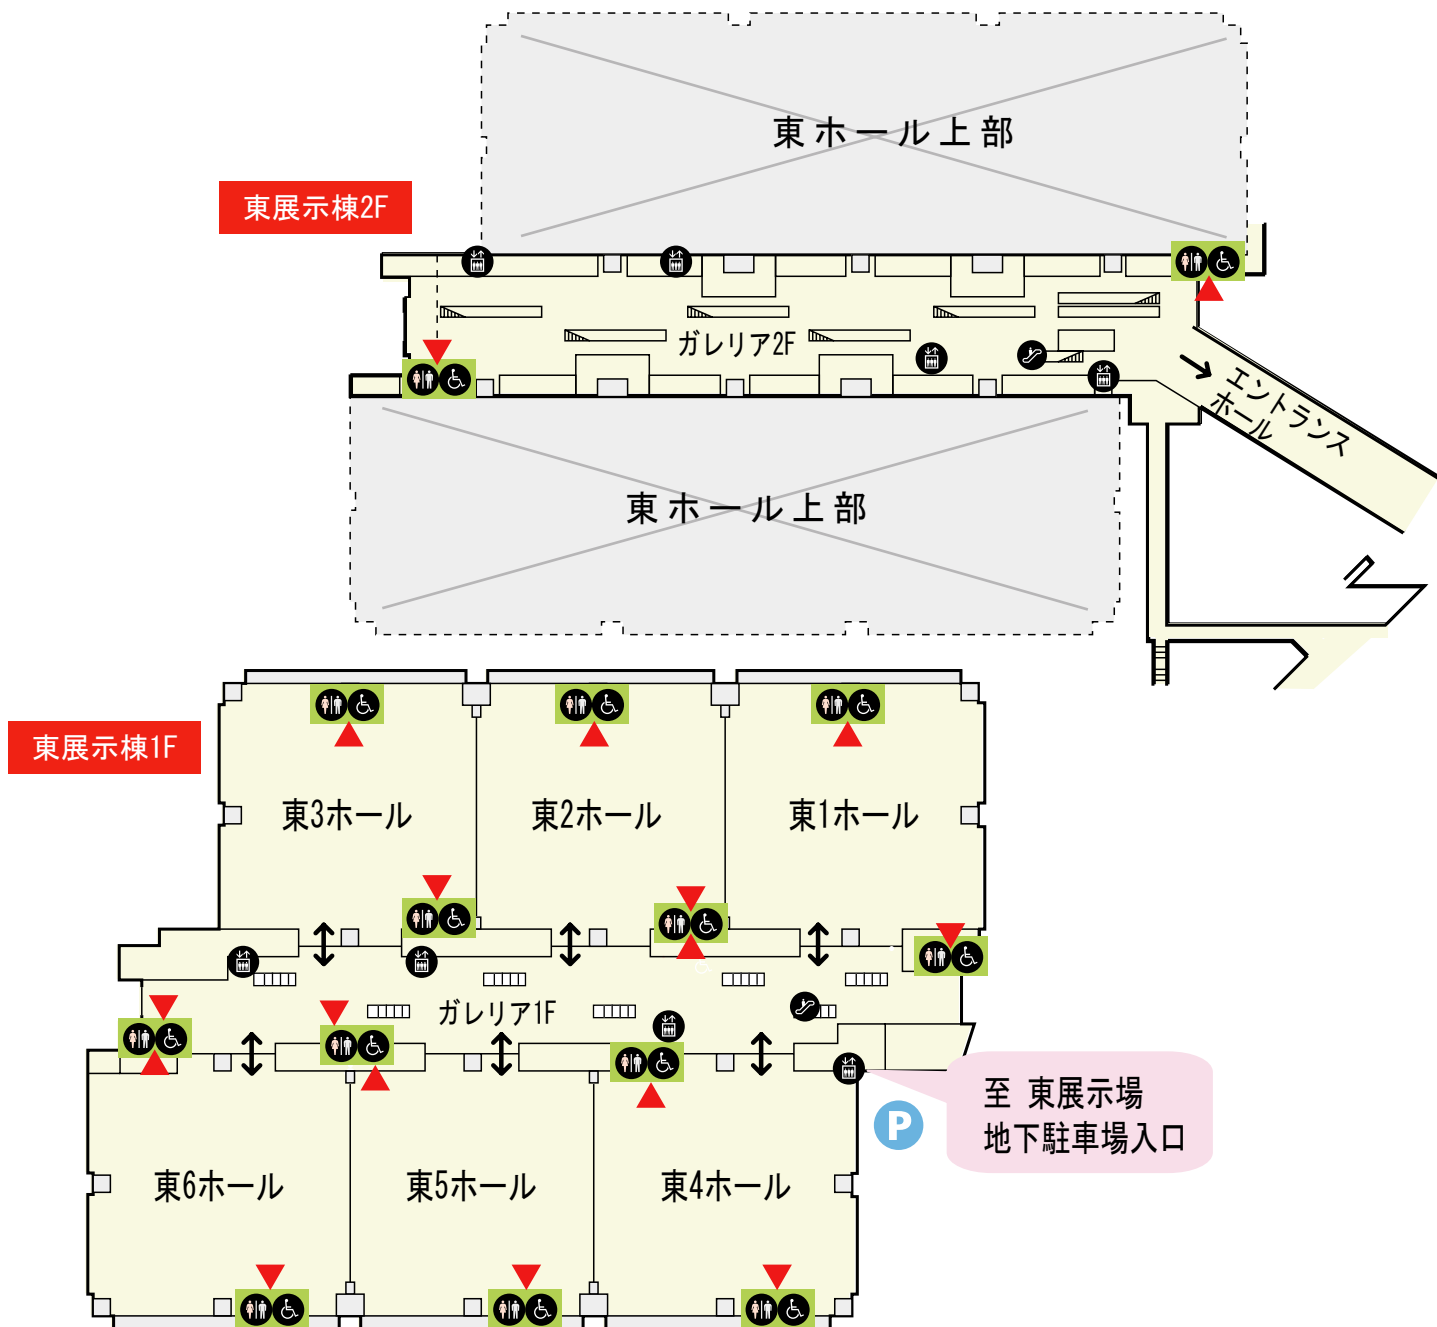 東ホール上部
東展示棟2F
ガレリア2F
エントランス
ホール
東ホール上部
東展示棟1F
東3ホール
東2ホール
東1ホール
ガレリア1F
至 東展示場
地下駐車場入口
P
東6ホール
東5ホール
東4ホール